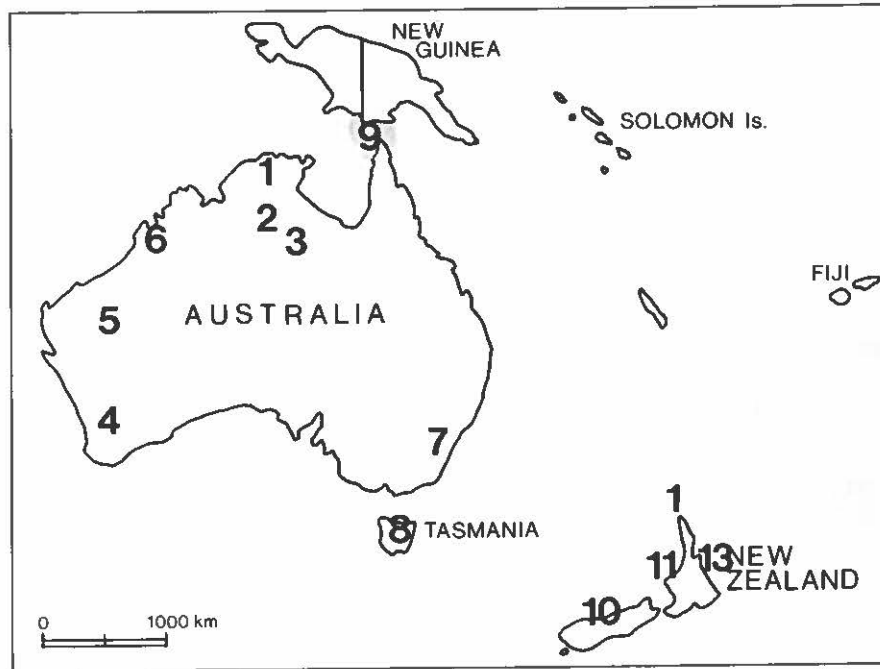 NEW
GUINEA
SOLOMON Is.
9
1
2
3
6
FIJI
5
AUSTRALIA
4
7
1
8
TASMANIA
11
13
NEW
ZEALAND
10
0
1000 km